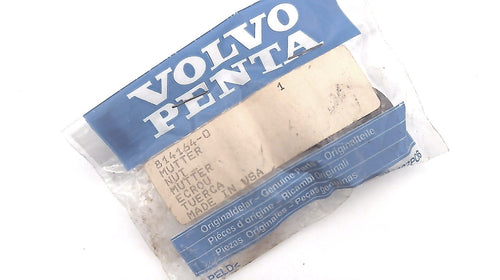 VOLVO
PENTA
1
814164-0
MUTTER
NUT
MUTTER
ECROU
TUERCA
MADE IN USA
Originaldelar - Genuine Parts - Originalteile
Pièces d'origine - Ricambi Originali
Piezas Originales - Peças Genuinas